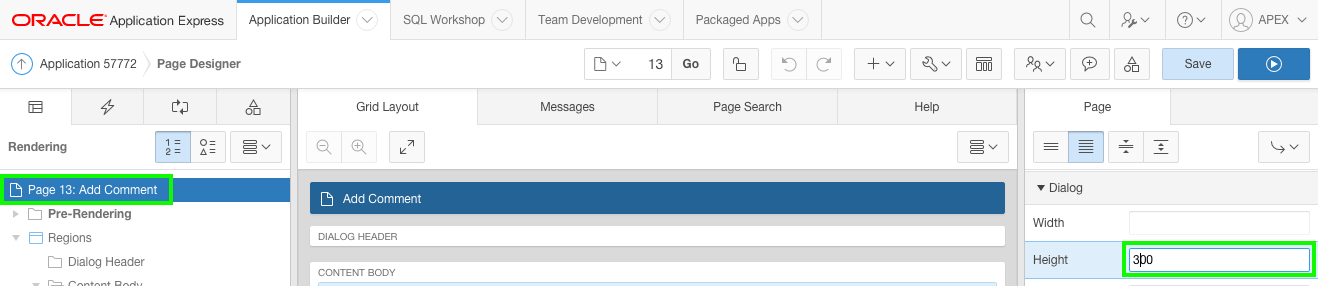 ORACLE Application Express Application Builder SQL Workshop Team Development Packaged Apps APEX
Application 57772 Page Designer 13 Go Save
Grid Layout Messages Page Search Help Page
Rendering 1 2
Page 13: Add Comment Add Comment Dialog
Pre-Rendering
Regions DIALOG HEADER Width
Dialog Header Height 300
Content Body CONTENT BODY